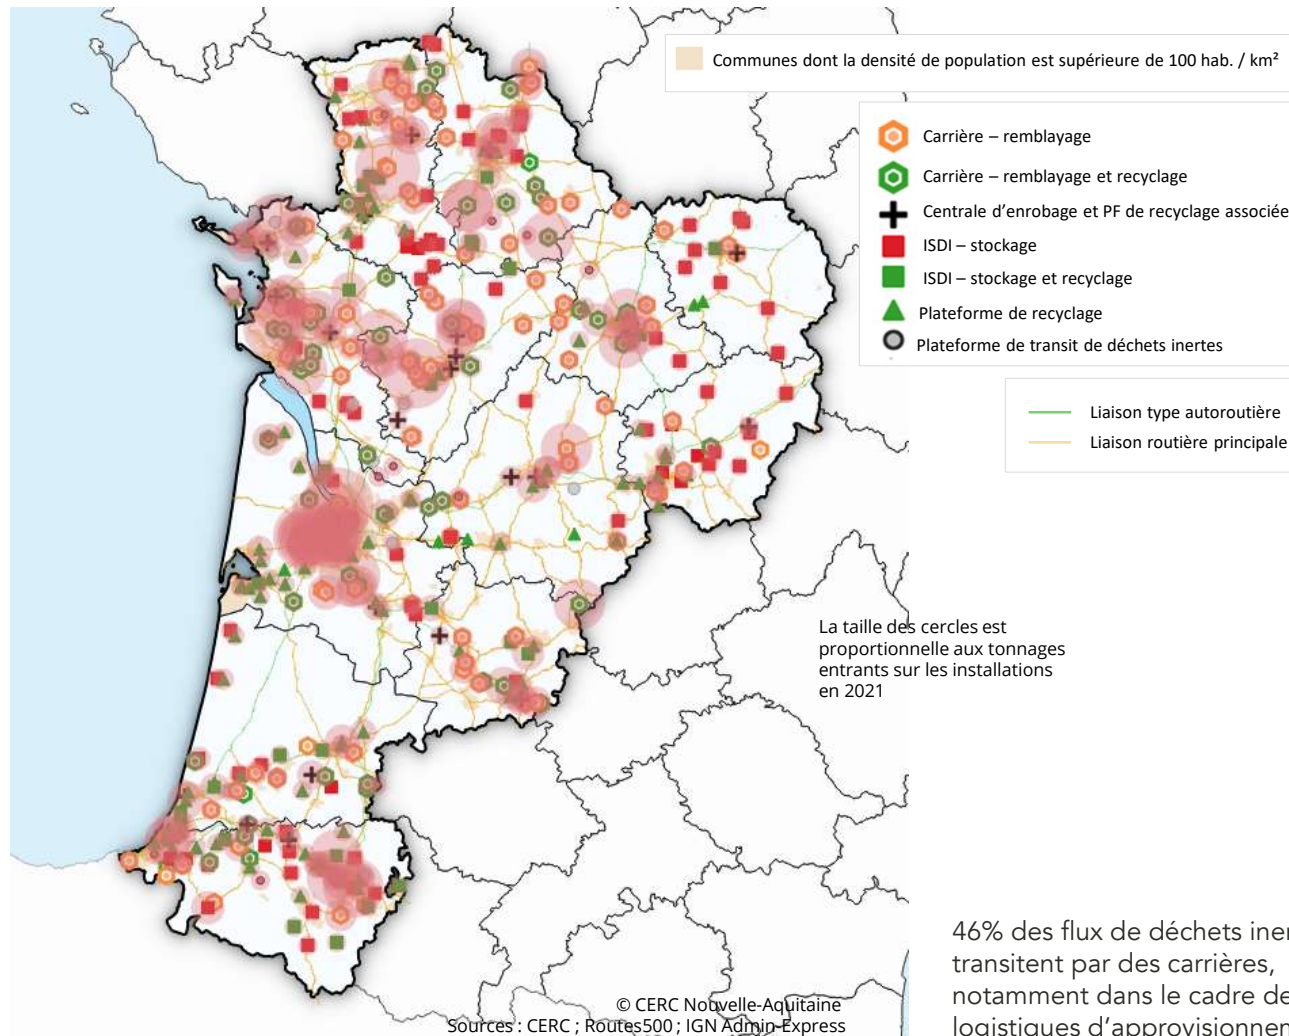 Communes dont la densité de population est supérieure de 100 hab. / km²
Carrière – remblayage
Carrière – remblayage et recyclage
Centrale d'enrobage et PF de recyclage associée
ISDI – stockage
ISDI – stockage et recyclage
Plateforme de recyclage
Plateforme de transit de déchets inertes
Liaison type autoroutière
Liaison routière principale
La taille des cercles est
proportionnelle aux tonnages
entrants sur les installations
en 2021
46% des flux de déchets iner
transitent par des carrières,
notamment dans le cadre de
logistiques d'approvisionnem
© CERC Nouvelle-Aquitaine
Sources : CERC ; Routes500 ; IGN Admin-Express